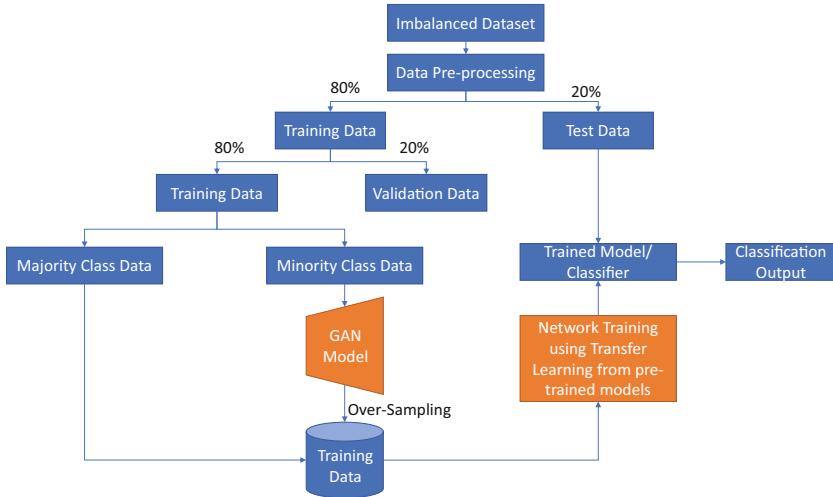 Imbalanced Dataset
Data Pre-processing
80%
20%
Training Data
Test Data
80%
20%
Training Data
Validation Data
Majority Class Data
Minority Class Data
Trained Model/
Classifier
Classification
Output
GAN
Model
Network Training
using Transfer
Learning from pre-
trained models
Over-Sampling
Training
Data